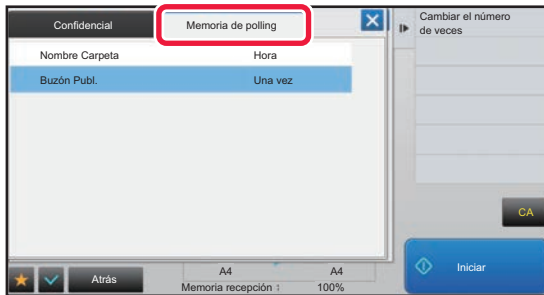 Confidencial
Memoria de polling
Nombre Carpeta
Hora
Buzón Publ.
Una vez
Cambiar el número
de veces
CA
Iniciar
Atrás
A4
A4
Memoria recepción :
100%